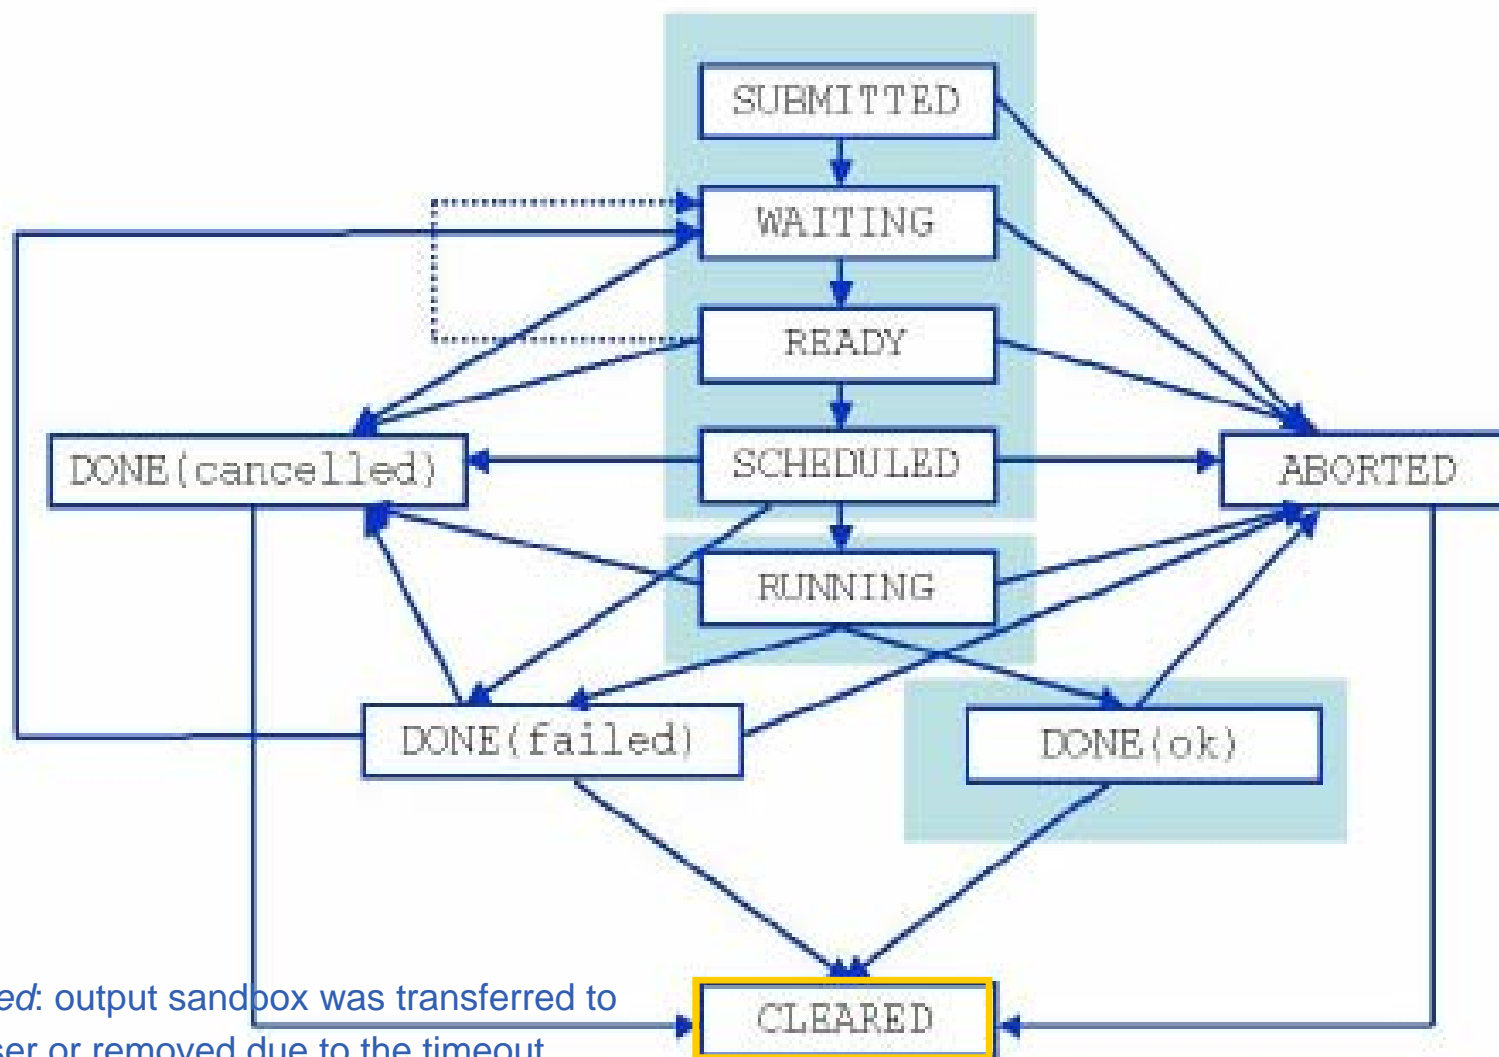 SUBMITTED
WAITING
READY
SCHEDULED
DONE(cancelled)
ABORTED
RUNNING
DONE(failed)
DONE(ok)
CLEARED
ed: output sandbox was transferred to
ser or removed due to the timeout